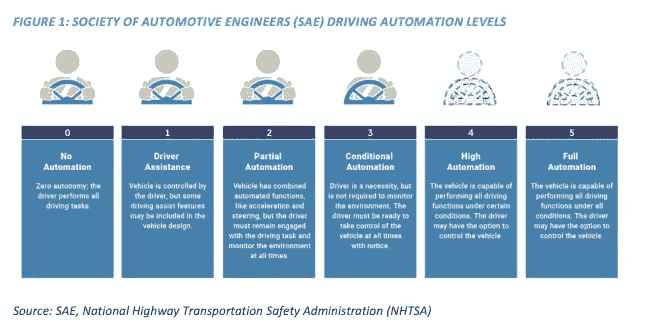 FIGURE 1: SOCIETY OF AUTOMOTIVE ENGINEERS (SAE) DRIVING AUTOMATION LEVELS
0
No
Automation
Zero autonomy; the
driver performs all
driving tasks.
1
Driver
Assistance
Vehicle is controlled by
the driver, but some
driving assist features
may be included in the
vehicle design.
2
Partial
Automation
Vehicle has combined
automated functions,
like acceleration and
steering, but the driver
must remain engaged
with the driving task and
monitor the environment
at all times.
3
Conditional
Automation
Driver is a necessity, but
is not required to monitor
the environment. The
driver must be ready to
take control of the
vehicle at all times
with notice.
4
High
Automation
The vehicle is capable of
performing all driving
functions under certain
conditions. The driver
may have the option to
control the vehicle.
5
Full
Automation
The vehicle is capable of
performing all driving
functions under all
conditions. The driver
may have the option to
control the vehicle.
Source: SAE, National Highway Transportation Safety Administration (NHTSA)